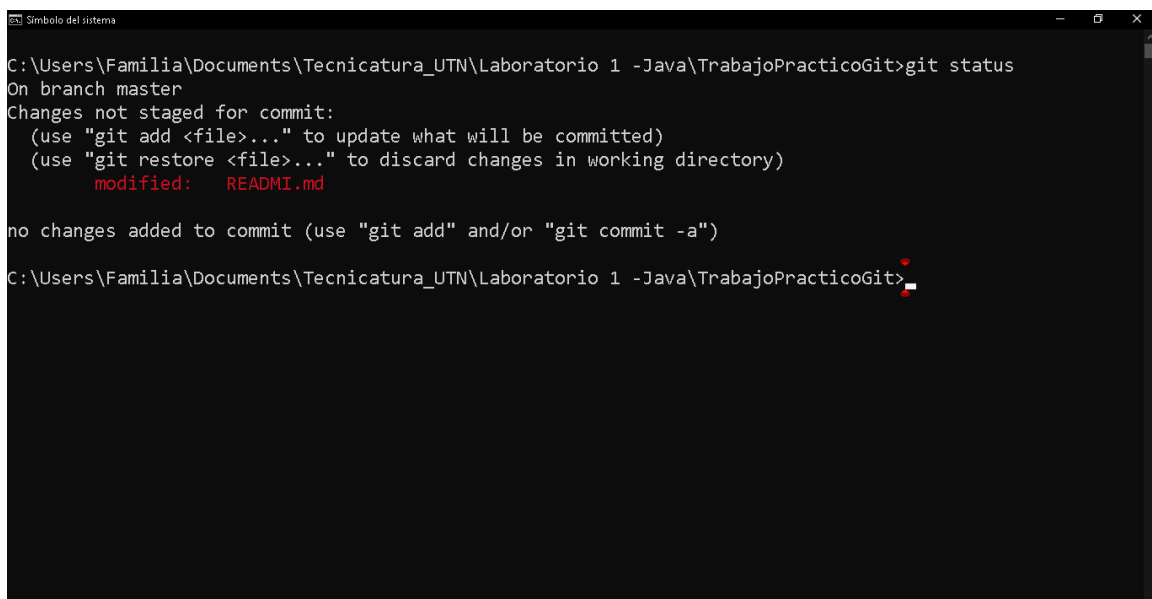 Símbolo del sistema
C:\Users\Familia\Documents\Tecnicatura_UTN\Laboratorio 1 -Java\TrabajoPracticoGit>git status
On branch master
Changes not staged for commit:
  (use "git add <file>..." to update what will be committed)
  (use "git restore <file>..." to discard changes in working directory)
        modified:   READMI.md
no changes added to commit (use "git add" and/or "git commit -a")
C:\Users\Familia\Documents\Tecnicatura_UTN\Laboratorio 1 -Java\TrabajoPracticoGit>